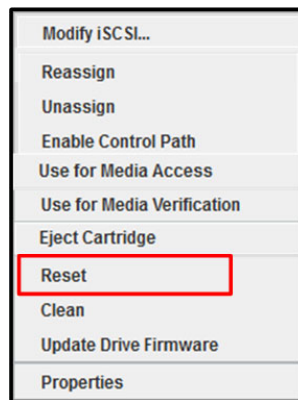 Modify iSCSI...
Reassign
Unassign
Enable Control Path
Use for Media Access
Use for Media Verification
Eject Cartridge
Reset
Clean
Update Drive Firmware
Properties